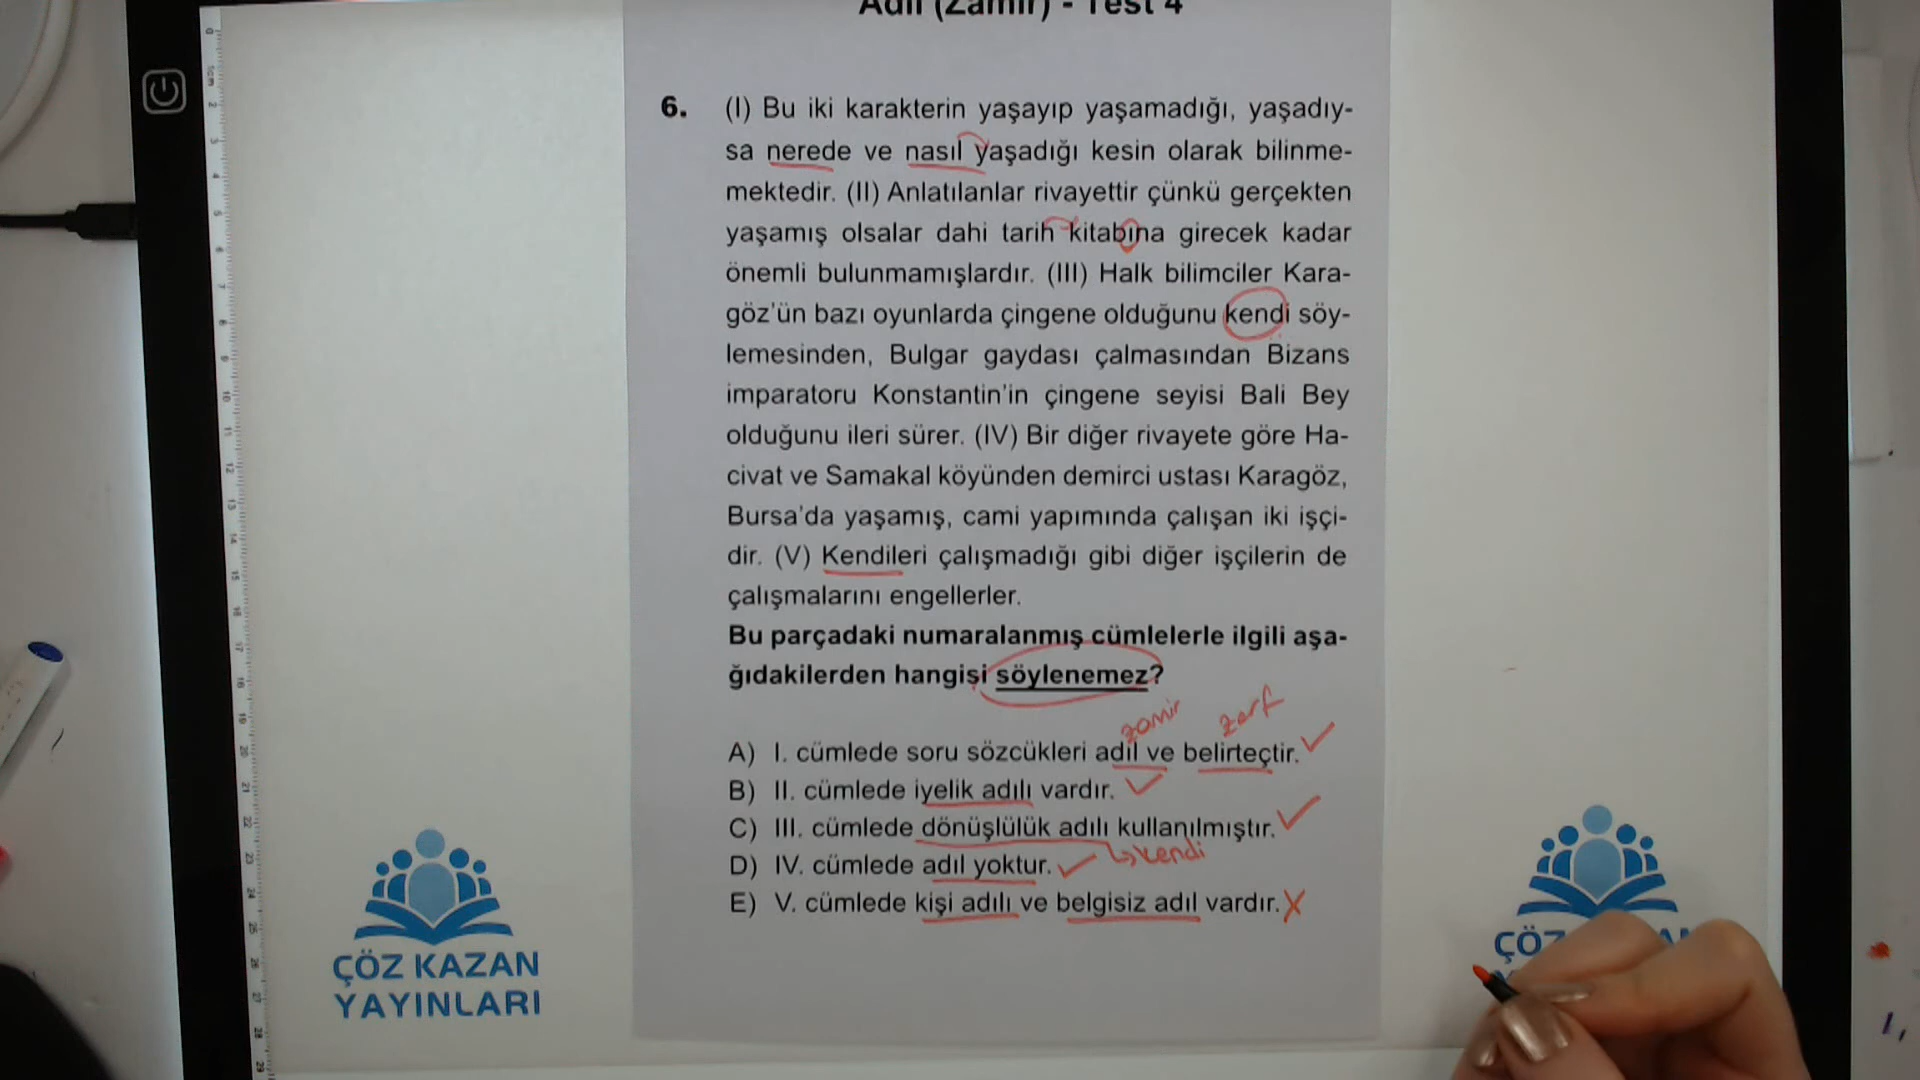 Adıl (Zamir) - Test 4
6. (I) Bu iki karakterin yaşayıp yaşamadığı, yaşadıy-
sa nerede ve nasıl yaşadığı kesin olarak bilinme-
mektedir. (II) Anlatılanlar rivayettir çünkü gerçekten
yaşamış olsalar dahi tarih kitabına girecek kadar
önemli bulunmamışlardır. (III) Halk bilimciler Kara-
göz'ün bazı oyunlarda çingene olduğunu kendi söy-
lemesinden, Bulgar gaydası çalmasından Bizans
imparatoru Konstantin'in çingene seyisi Bali Bey
olduğunu ileri sürer. (IV) Bir diğer rivayete göre Ha-
civat ve Samakal köyünden demirci ustası Karagöz,
Bursa'da yaşamış, cami yapımında çalışan iki işçi-
dir. (V) Kendileri çalışmadığı gibi diğer işçilerin de
çalışmalarını engellerler.
Bu parçadaki numaralanmış cümlelerle ilgili aşa-
ğıdakilerden hangisi söylenemez?
zamir zarf
A) I. cümlede soru sözcükleri adıl ve belirteçtir.
B) II. cümlede iyelik adılı vardır.
C) III. cümlede dönüşlülük adılı kullanılmıştır.
kendi
D) IV. cümlede adıl yoktur.
E) V. cümlede kişi adılı ve belgisiz adıl vardır.
ÇÖZ KAZAN
YAYINLARI
ÇÖZ